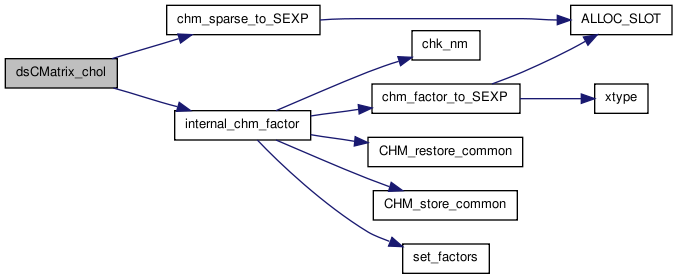 chm_sparse_to_SEXP
ALLOC_SLOT
chk_nm
dsCMatrix_chol
chm_factor_to_SEXP
xtype
internal_chm_factor
CHM_restore_common
CHM_store_common
set_factors